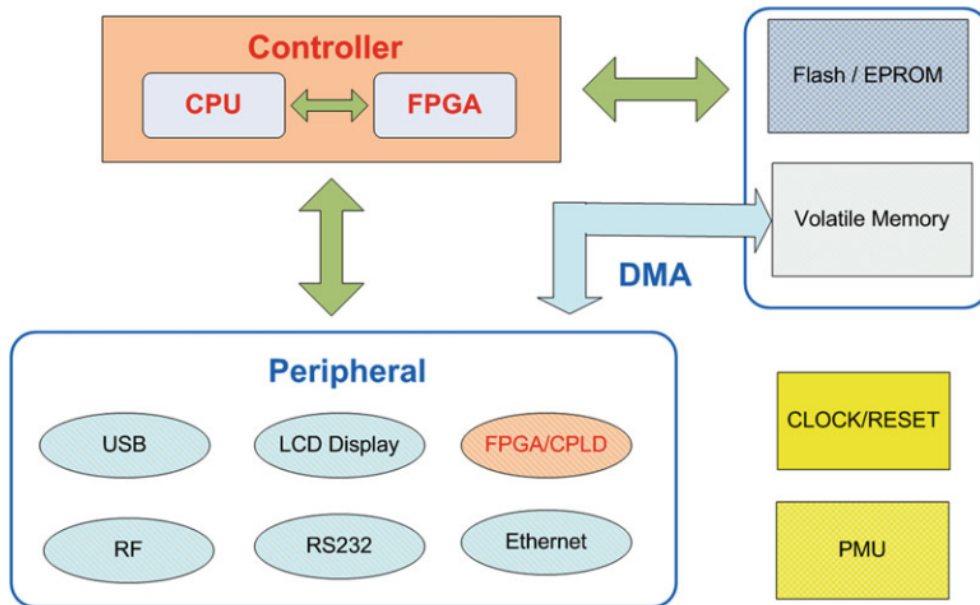 Controller
CPU
FPGA
Flash / EPROM
Volatile Memory
DMA
Peripheral
USB
LCD Display
FPGA/CPLD
RF
RS232
Ethernet
CLOCK/RESET
PMU